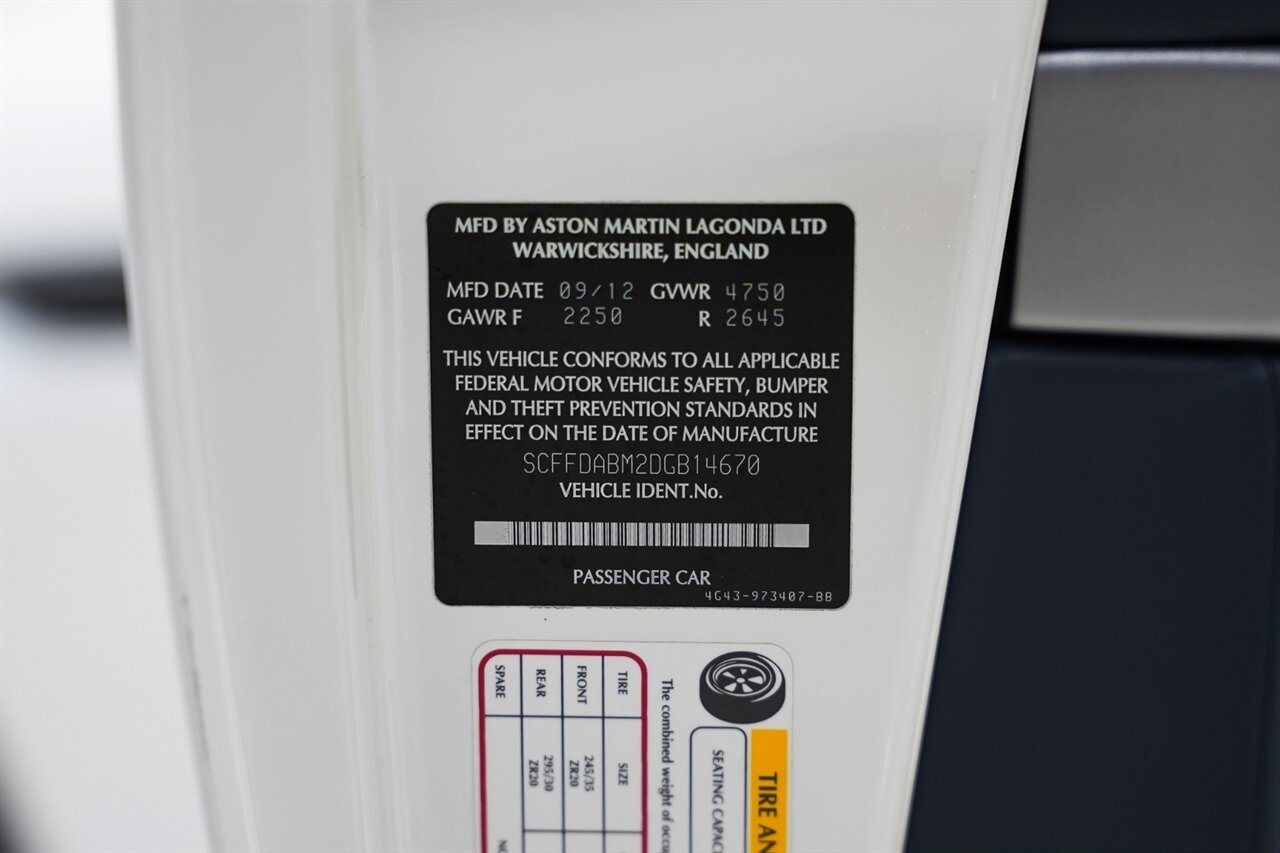 MFD BY ASTON MARTIN LAGONDA LTD
WARWICKSHIRE, ENGLAND
MFD DATE 09/12 GVWR 4750
GAWR F 2250 R 2645
THIS VEHICLE CONFORMS TO ALL APPLICABLE
FEDERAL MOTOR VEHICLE SAFETY, BUMPER
AND THEFT PREVENTION STANDARDS IN
EFFECT ON THE DATE OF MANUFACTURE
SCFFDABM2DGB14670
VEHICLE IDENT.No.
PASSENGER CAR
4G43-973407-BB
TIRE AN
SEATING CAPAC
The combined weight of occu
TIRE SIZE
FRONT 245/35 ZR20
REAR 295/30 ZR20
SPARE NO